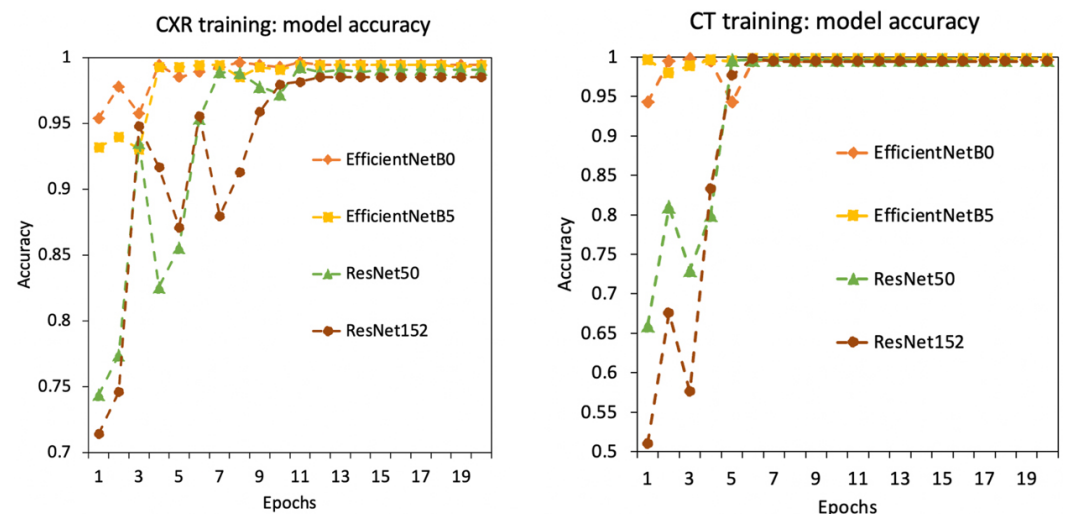 CXR training: model accuracy
1
0.95
0.9
0.85
0.8
0.75
0.7
Accuracy
EfficientNetB0
EfficientNetB5
ResNet50
ResNet152
1 3 5 7 9 11 13 15 17 19
Epochs
CT training: model accuracy
1
0.95
0.9
0.85
0.8
0.75
0.7
0.65
0.6
0.55
0.5
Accuracy
EfficientNetB0
EfficientNetB5
ResNet50
ResNet152
1 3 5 7 9 11 13 15 17 19
Epochs